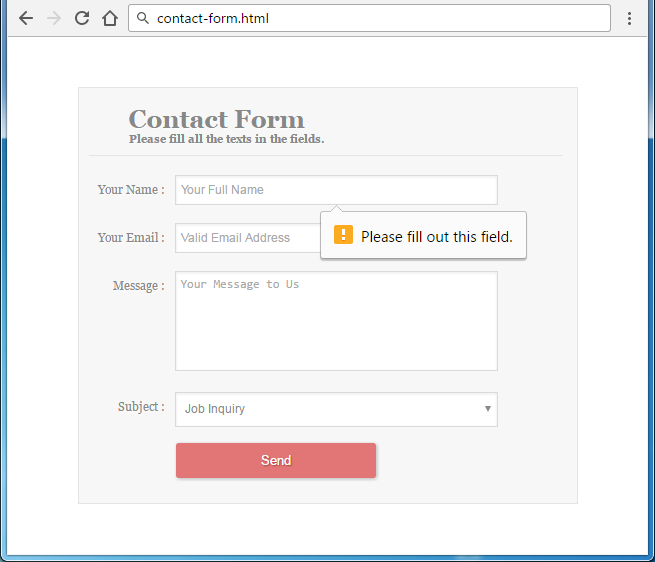 contact-form.html
Contact Form
Please fill all the texts in the fields.
Your Name :
Your Full Name
Your Email :
Valid Email Address
Please fill out this field.
Message :
Your Message to Us
Subject :
Job Inquiry
Send